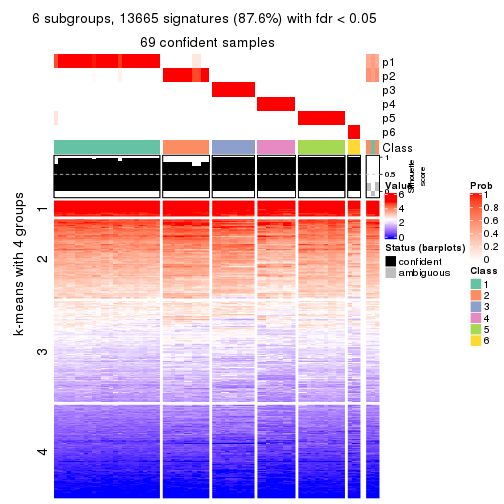 6 subgroups, 13665 signatures (87.6%) with fdr < 0.05
69 confident samples
p1
p2
p3
p4
p5
p6
Class
1
0.5
0
Silhouette
score
k-means with 4 groups
1
2
3
4
Value
6
4
2
0
Status (barplots)
confident
ambiguous
Prob
1
0.8
0.6
0.4
0.2
0
Class
1
2
3
4
5
6